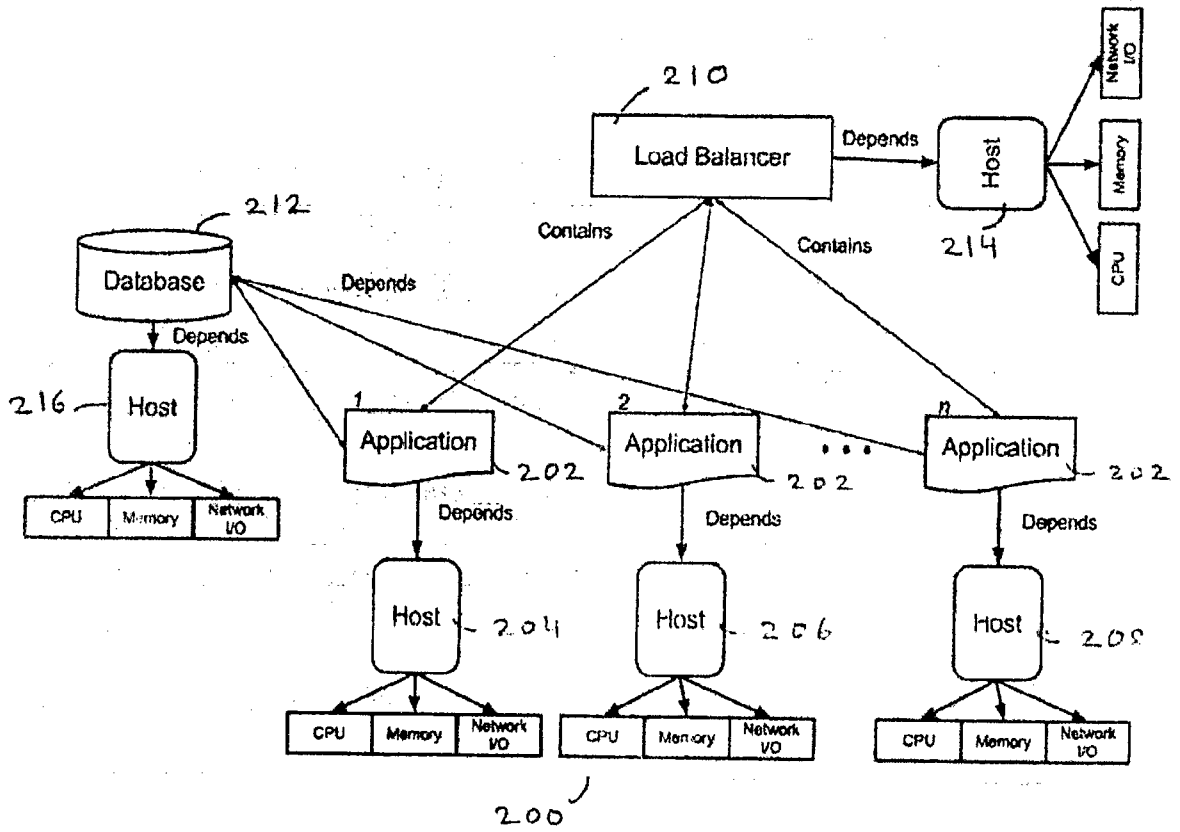 210
Load Balancer
Depends
Host
214
Network
I/O
Memory
CPU
Contains
Contains
212
Database
Depends
Depends
216
Host
CPU
Memory
Network
I/O
1
Application
202
2
Application
202
n
Application
202
Depends
Depends
Depends
Host
204
Host
206
Host
208
CPU
Memory
Network
I/O
CPU
Memory
Network
I/O
CPU
Memory
Network
I/O
200